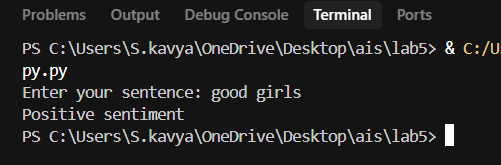 Problems Output Debug Console Terminal Ports
PS C:\Users\S.kavya\OneDrive\Desktop\ais\lab5> & C:/U
py.py
Enter your sentence: good girls
Positive sentiment
PS C:\Users\S.kavya\OneDrive\Desktop\ais\lab5>